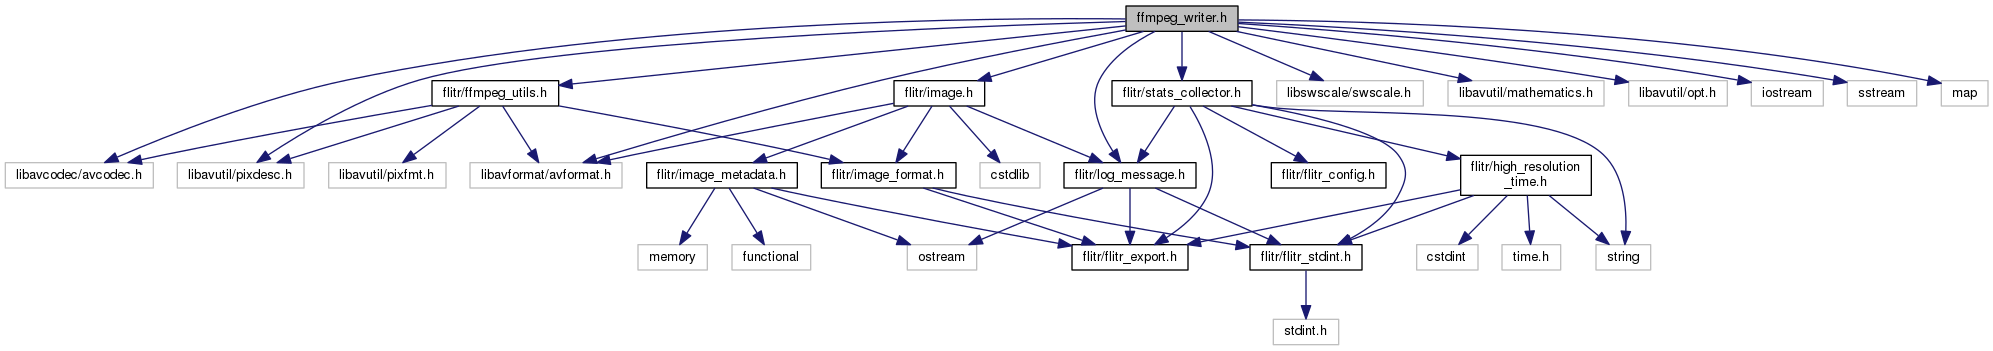 ffmpeg_writer.h
flitr/ffmpeg_utils.h
flitr/image.h
flitr/stats_collector.h
libswscale/swscale.h
libavutil/mathematics.h
libavutil/opt.h
iostream
sstream
map
libavcodec/avcodec.h
libavutil/pixdesc.h
libavutil/pixfmt.h
libavformat/avformat.h
flitr/image_metadata.h
flitr/image_format.h
cstdlib
flitr/log_message.h
flitr/flitr_config.h
flitr/high_resolution
_time.h
memory
functional
ostream
flitr/flitr_export.h
flitr/flitr_stdint.h
cstdint
time.h
string
stdint.h